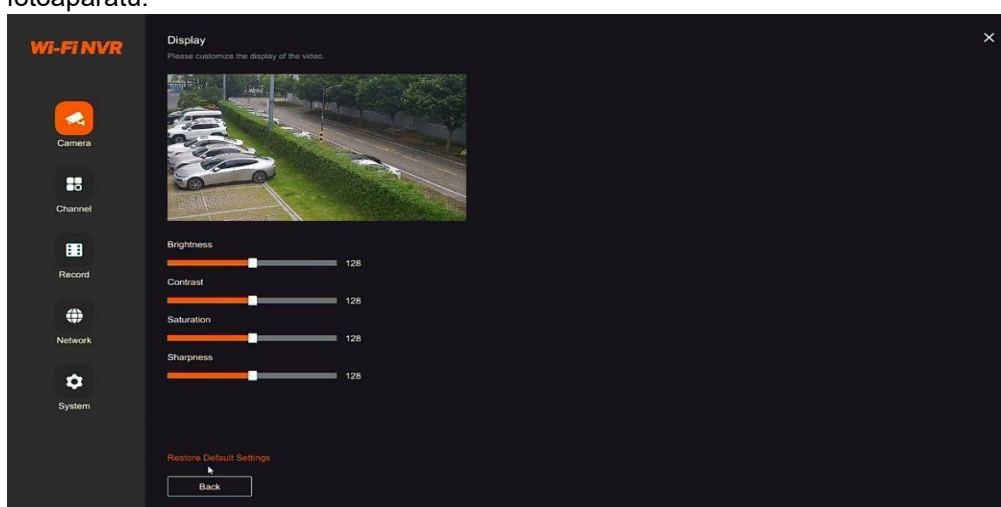 fotoaparátu.
Wi-Fi NVR
Display
Please customize the display of the video.
Camera
Channel
Record
Network
System
Brightness
128
Contrast
128
Saturation
128
Sharpness
128
Restore Default Settings
Back